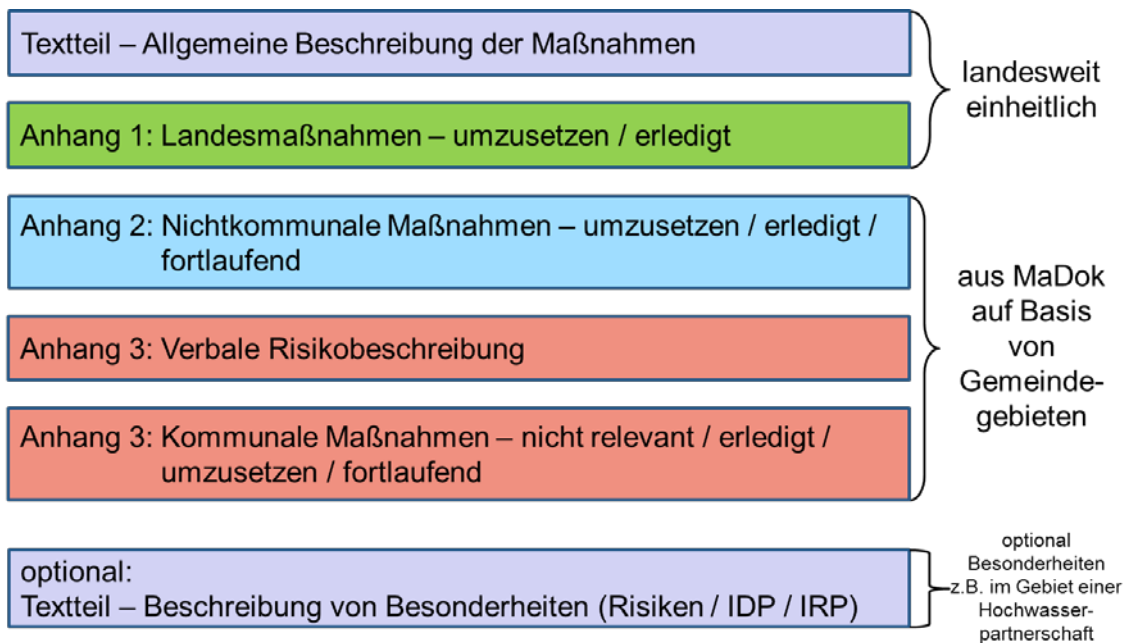 Textteil – Allgemeine Beschreibung der Maßnahmen
Anhang 1: Landesmaßnahmen – umzusetzen / erledigt
landesweit
einheitlich
Anhang 2: Nichtkommunale Maßnahmen – umzusetzen / erledigt /
fortlaufend
Anhang 3: Verbale Risikobeschreibung
Anhang 3: Kommunale Maßnahmen – nicht relevant / erledigt /
umzusetzen / fortlaufend
aus MaDok
auf Basis
von
Gemeinde-
gebieten
optional:
Textteil – Beschreibung von Besonderheiten (Risiken / IDP / IRP)
optional
Besonderheiten
z.B. im Gebiet einer
Hochwasser-
partnerschaft